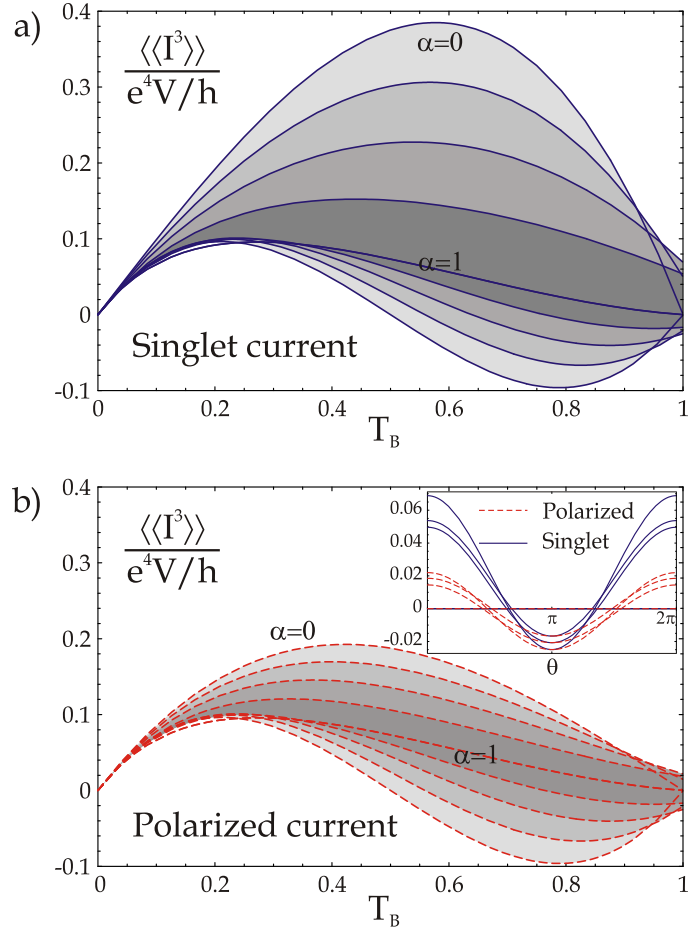 a)
⟨⟨I³⟩⟩
e⁴V/h
α=0
α=1
Singlet current
0.4
0.3
0.2
0.1
0
-0.1
0 0.2 0.4 0.6 0.8 1
T_B
b)
⟨⟨I³⟩⟩
e⁴V/h
α=0
α=1
Polarized current
0.4
0.3
0.2
0.1
0
-0.1
0 0.2 0.4 0.6 0.8 1
T_B
Polarized
Singlet
0.06
0.04
0.02
0
-0.02
π 2π
θ